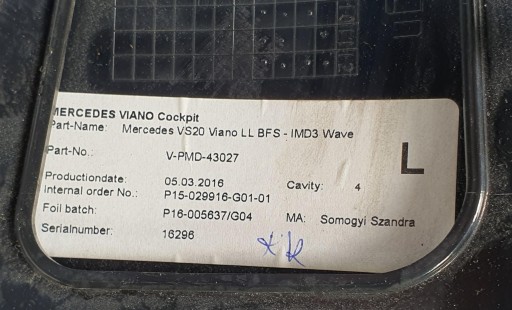 MERCEDES VIANO Cockpit
Part-Name: Mercedes VS20 Viano LL BFS - IMD3 Wave
Part-No.: V-PMD-43027
L
Productiondate: 05.03.2016 Cavity: 4
Internal order No.: P15-029916-G01-01
Foil batch: P16-005637/G04 MA: Somogyi Szandra
Serialnumber: 16296